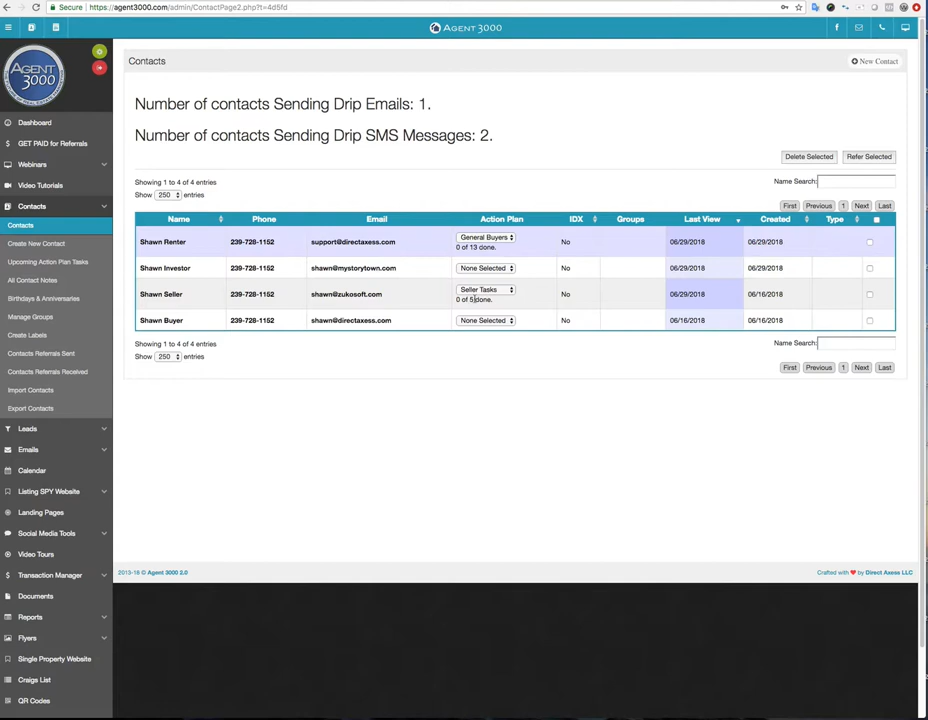 Secure
https://agent3000.com/admin/ContactPage2.php?t=4d5fd
AGENT3000
AGENT
3000
Dashboard
GET PAID for Referrals
Webinars
Video Tutorials
Contacts
Contacts
Create New Contact
Upcoming Action Plan Tasks
All Contact Notes
Birthdays & Anniversaries
Manage Groups
Create Labels
Contacts Referrals Sent
Contacts Referrals Received
Import Contacts
Export Contacts
Leads
Emails
Calendar
Listing SPY Website
Landing Pages
Social Media Tools
Video Tours
Transaction Manager
Documents
Reports
Flyers
Single Property Website
Craigs List
QR Codes
Contacts
New Contact
Number of contacts Sending Drip Emails: 1.
Number of contacts Sending Drip SMS Messages: 2.
Delete Selected Refer Selected
Showing 1 to 4 of 4 entries
Name Search:
Show 250 entries
First Previous 1 Next Last
Name Phone Email Action Plan IDX Groups Last View Created Type
Shawn Renter 239-728-1152 support@directaxess.com General Buyers No 06/29/2018 06/29/2018
0 of 13 done.
Shawn Investor 239-728-1152 shawn@mystorytown.com None Selected No 06/29/2018 06/29/2018
Shawn Seller 239-728-1152 shawn@zukosoft.com Seller Tasks No 06/29/2018 06/16/2018
0 of 5 done.
Shawn Buyer 239-728-1152 shawn@directaxess.com None Selected No 06/16/2018 06/16/2018
Showing 1 to 4 of 4 entries
Name Search:
Show 250 entries
First Previous 1 Next Last
2013-18 © Agent 3000 2.0
Crafted with ❤ by Direct Axess LLC